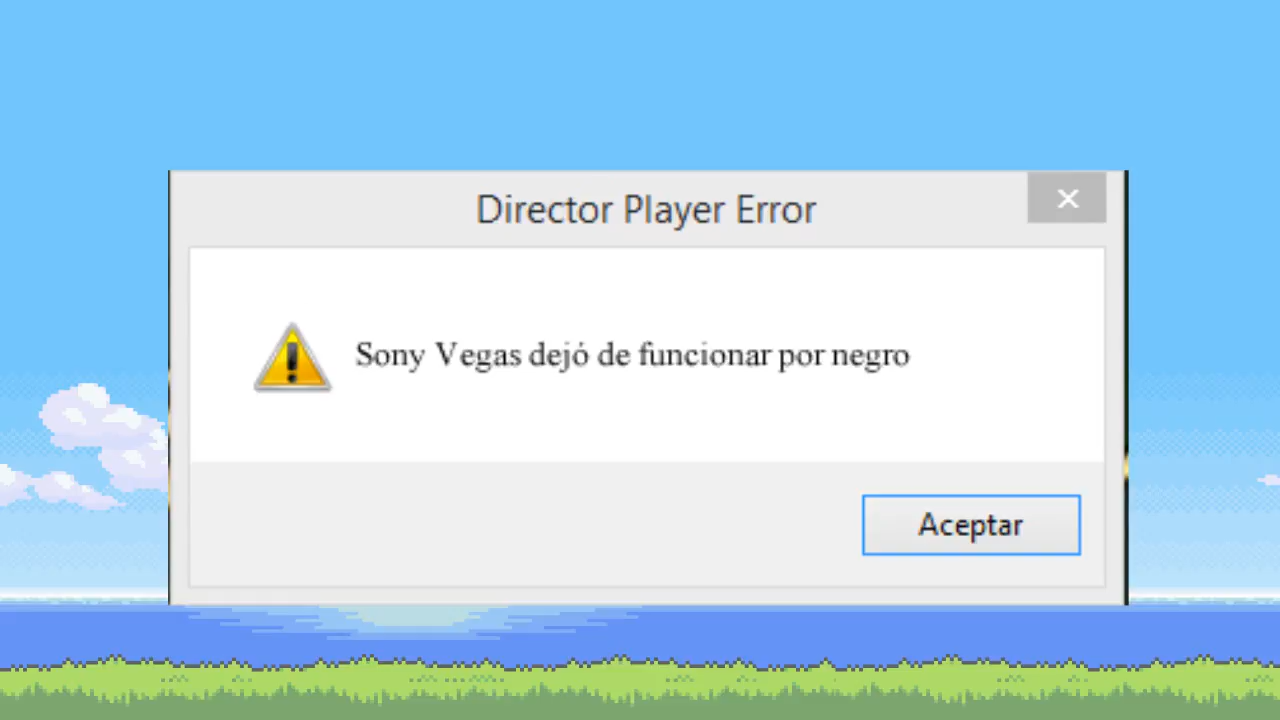 Director Player Error
Sony Vegas dejó de funcionar por negro
Aceptar